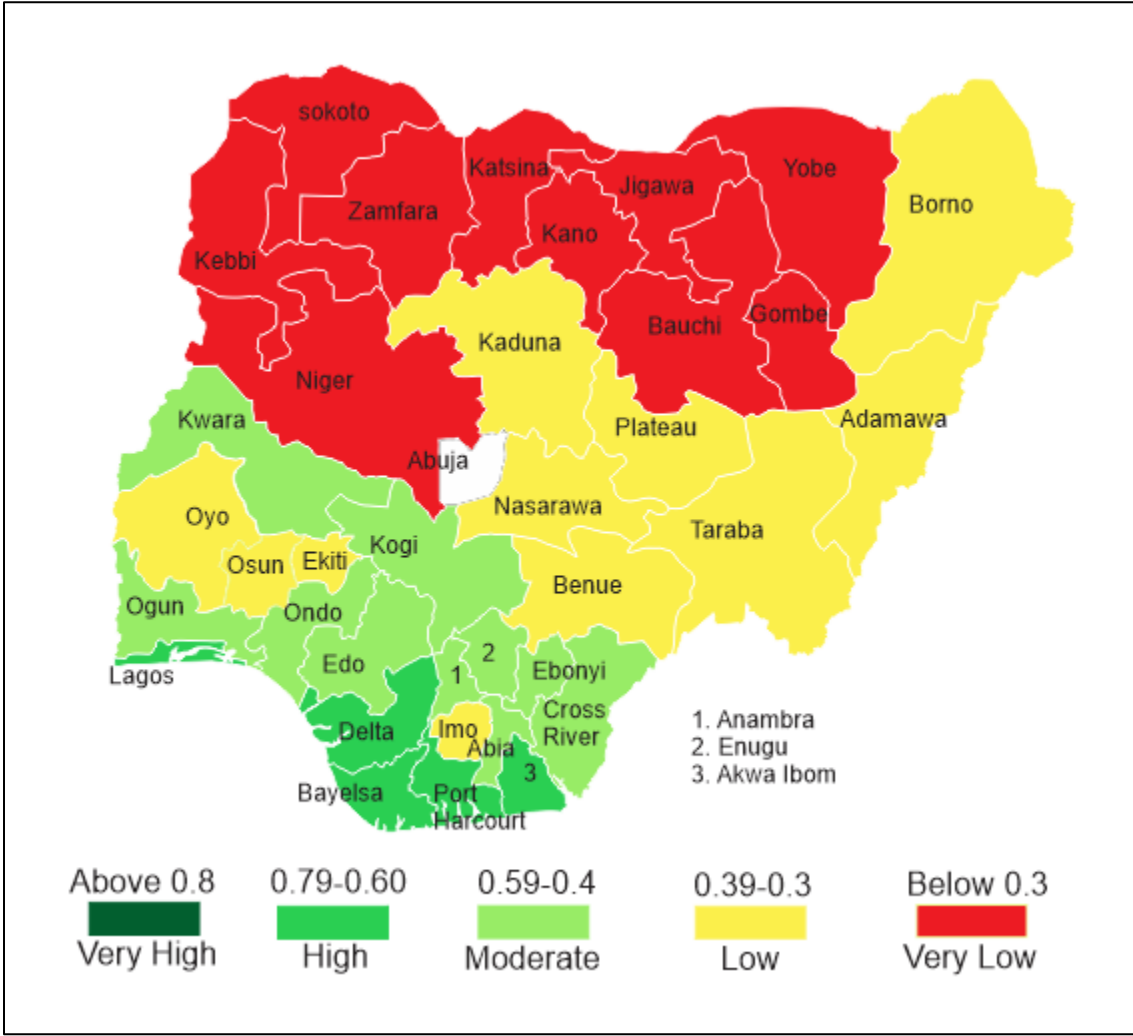 sokoto
Katsina
Yobe
Jigawa
Zamfara
Borno
Kano
Kebbi
Gombe
Bauchi
Kaduna
Niger
Kwara
Adamawa
Plateau
Abuja
Nasarawa
Oyo
Taraba
Kogi
Ekiti
Osun
Benue
Ogun
Ondo
2
Edo
1
Ebonyi
Lagos
Cross
River
Imo
Delta
Abia
3
Bayelsa
Port
Harcourt
1. Anambra
2. Enugu
3. Akwa Ibom
Above 0.8
0.79-0.60
0.59-0.4
0.39-0.3
Below 0.3
Very High
High
Moderate
Low
Very Low